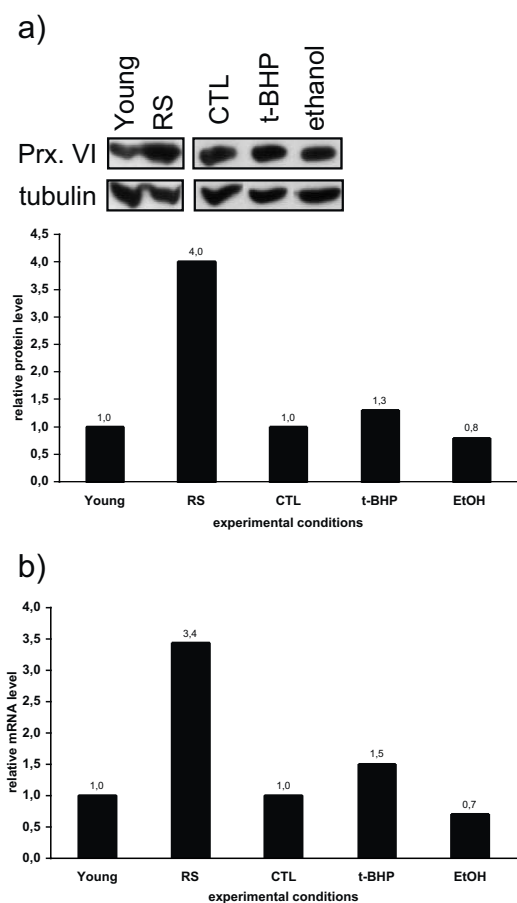 a)
Young RS CTL t-BHP ethanol
Prx. VI
tubulin
relative protein level
4,5
4,0
3,5
3,0
2,5
2,0
1,5
1,0
0,5
0,0
1,0 4,0 1,0 1,3 0,8
Young RS CTL t-BHP EtOH
experimental conditions
b)
relative mRNA level
4,0
3,5
3,0
2,5
2,0
1,5
1,0
0,5
0,0
1,0 3,4 1,0 1,5 0,7
Young RS CTL t-BHP EtOH
experimental conditions